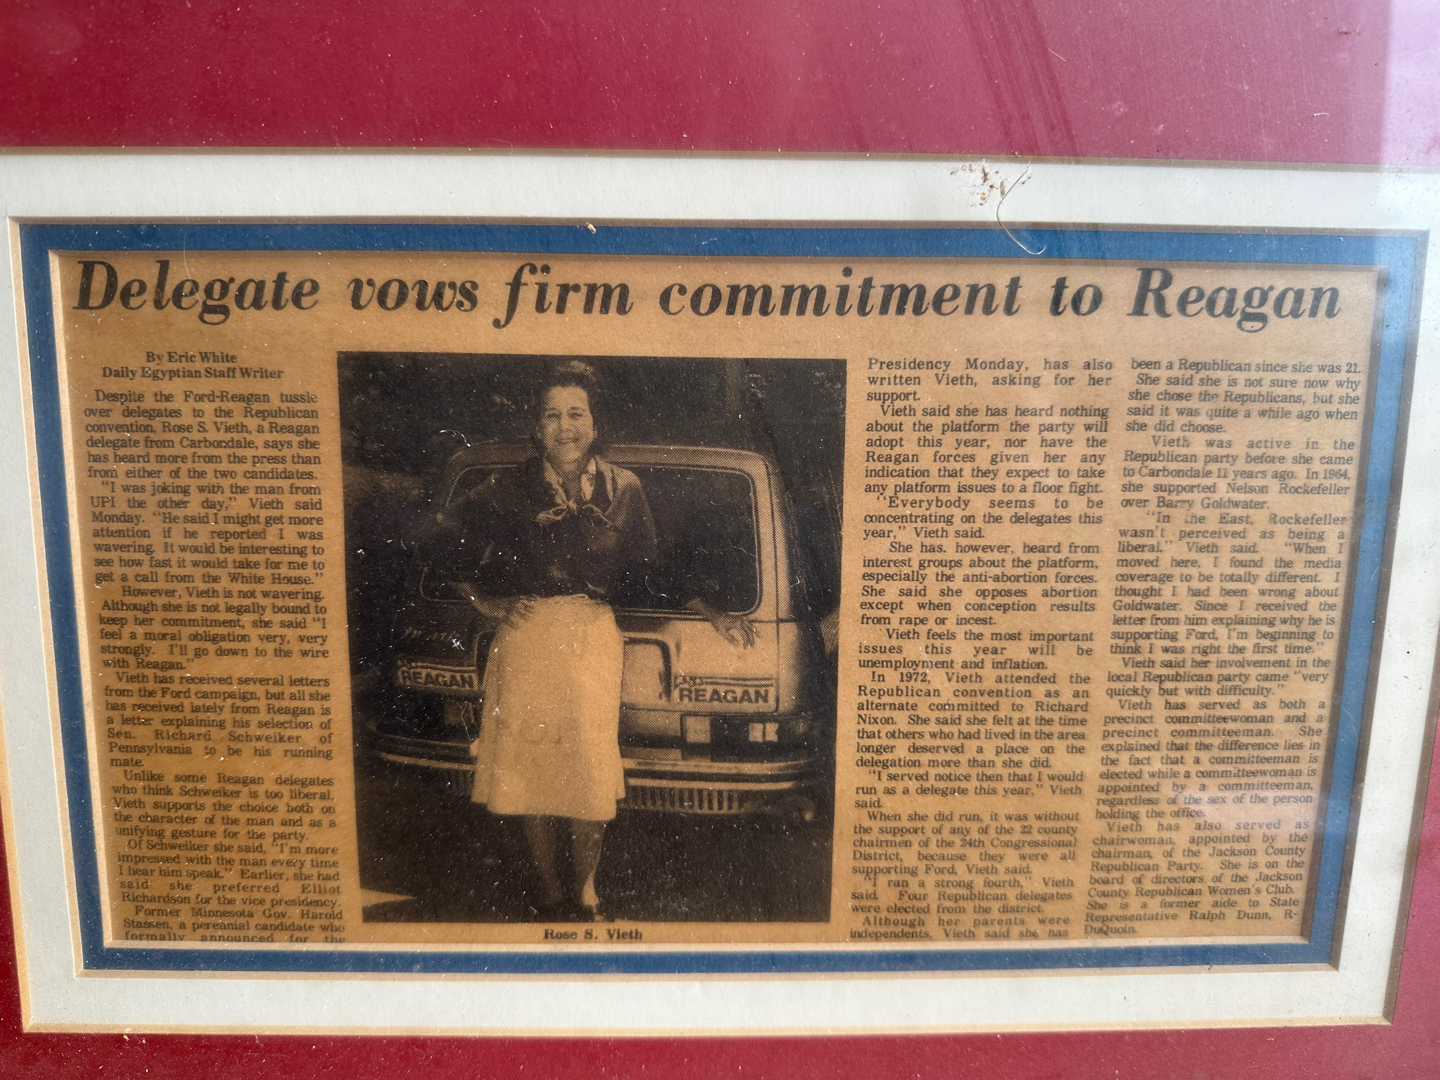 Delegate vows firm commitment to Reagan
By Eric White
Daily Egyptian Staff Writer
Despite the Ford-Reagan tussle
over delegates to the Republican
convention, Rose S. Vieth, a Reagan
delegate from Carbondale, says she
has heard more from the press than
from either of the two candidates.
"I was joking with the man from
UPI the other day," Vieth said
Monday. "He said I might get more
attention if he reported I was
wavering. It would be interesting to
see how fast it would take for me to
get a call from the White House."
However, Vieth is not wavering.
Although she is not legally bound to
keep her commitment, she said "I
feel a moral obligation very, very
strongly. I'll go down to the wire
with Reagan."
Vieth has received several letters
from the Ford campaign, but all she
has received lately from Reagan is
a letter explaining his selection of
Sen. Richard Schweiker of
Pennsylvania to be his running
mate.
Unlike some Reagan delegates
who think Schweiker is too liberal,
Vieth supports the choice both on
the character of the man and as a
unifying gesture for the party.
Of Schweiker she said, "I'm more
impressed with the man every time
I hear him speak." Earlier, she had
said she preferred Elliot
Richardson for the vice presidency.
Former Minnesota Gov. Harold
Stassen, a perennial candidate who
formally announced for the
REAGAN
REAGAN
Rose S. Vieth
Presidency Monday, has also
written Vieth, asking for her
support.
Vieth said she has heard nothing
about the platform the party will
adopt this year, nor have the
Reagan forces given her any
indication that they expect to take
any platform issues to a floor fight.
"Everybody seems to be
concentrating on the delegates this
year," Vieth said.
She has. however, heard from
interest groups about the platform,
especially the anti-abortion forces.
She said she opposes abortion
except when conception results
from rape or incest.
Vieth feels the most important
issues this year will be
unemployment and inflation.
In 1972, Vieth attended the
Republican convention as an
alternate committed to Richard
Nixon. She said she felt at the time
that others who had lived in the area
longer deserved a place on the
delegation more than she did.
"I served notice then that I would
run as a delegate this year," Vieth
said.
When she did run, it was without
the support of any of the 22 county
chairmen of the 24th Congressional
District, because they were all
supporting Ford, Vieth said.
"I ran a strong fourth," Vieth
said. Four Republican delegates
were elected from the district.
Although her parents were
independents, Vieth said she has
been a Republican since she was 21.
She said she is not sure now why
she chose the Republicans, but she
said it was quite a while ago when
she did choose.
Vieth was active in the
Republican party before she came
to Carbondale 11 years ago. In 1964,
she supported Nelson Rockefeller
over Barry Goldwater.
"In the East, Rockefeller
wasn't perceived as being a
liberal," Vieth said. "When I
moved here, I found the media
coverage to be totally different. I
thought I had been wrong about
Goldwater. Since I received the
letter from him explaining why he is
supporting Ford, I'm beginning to
think I was right the first time."
Vieth said her involvement in the
local Republican party came "very
quickly but with difficulty."
Vieth has served as both a
precinct committeewoman and a
precinct committeeman. She
explained that the difference lies in
the fact that a committeeman is
elected while a committeewoman is
appointed by a committeeman,
regardless of the sex of the person
holding the office.
Vieth has also served as
chairwoman, appointed by the
chairman, of the Jackson County
Republican Party. She is on the
board of directors of the Jackson
County Republican Women's Club.
She is a former aide to State
Representative Ralph Dunn, R-
DuQuoin.